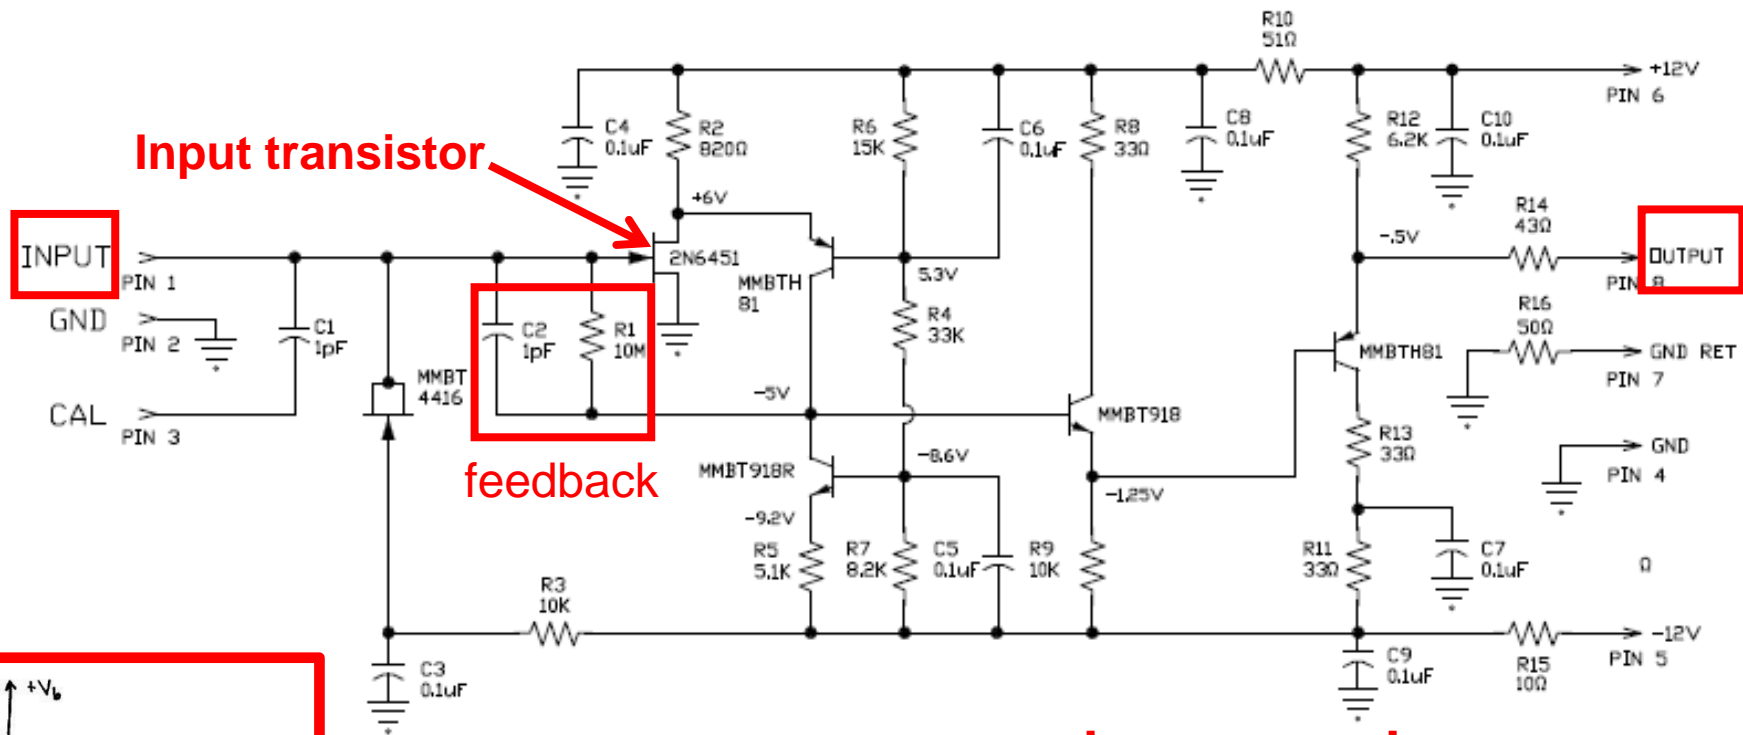 R10
51Ω
+12V
PIN 6
C4
0.1uF
R2
820Ω
R6
15K
C6
0.1uF
R8
33Ω
C8
0.1uF
R12
6.2K
C10
0.1uF
Input transistor
+6V
R14
43Ω
-.5V
INPUT
PIN 1
2N6451
MMBTH
81
5.3V
OUTPUT
PIN 8
GND
PIN 2
C1
1pF
C2
1pF
R1
10M
R4
33K
R16
50Ω
MMBTH81
GND RET
PIN 7
MMBT
4416
-5V
CAL
PIN 3
MMBT918
R13
33Ω
GND
PIN 4
feedback
MMBT918R
-8.6V
-1.25V
-9.2V
R5
5.1K
R7
8.2K
C5
0.1uF
R9
10K
R11
33Ω
C7
0.1uF
Ω
R3
10K
-12V
PIN 5
C3
0.1uF
C9
0.1uF
R15
10Ω
+Vb